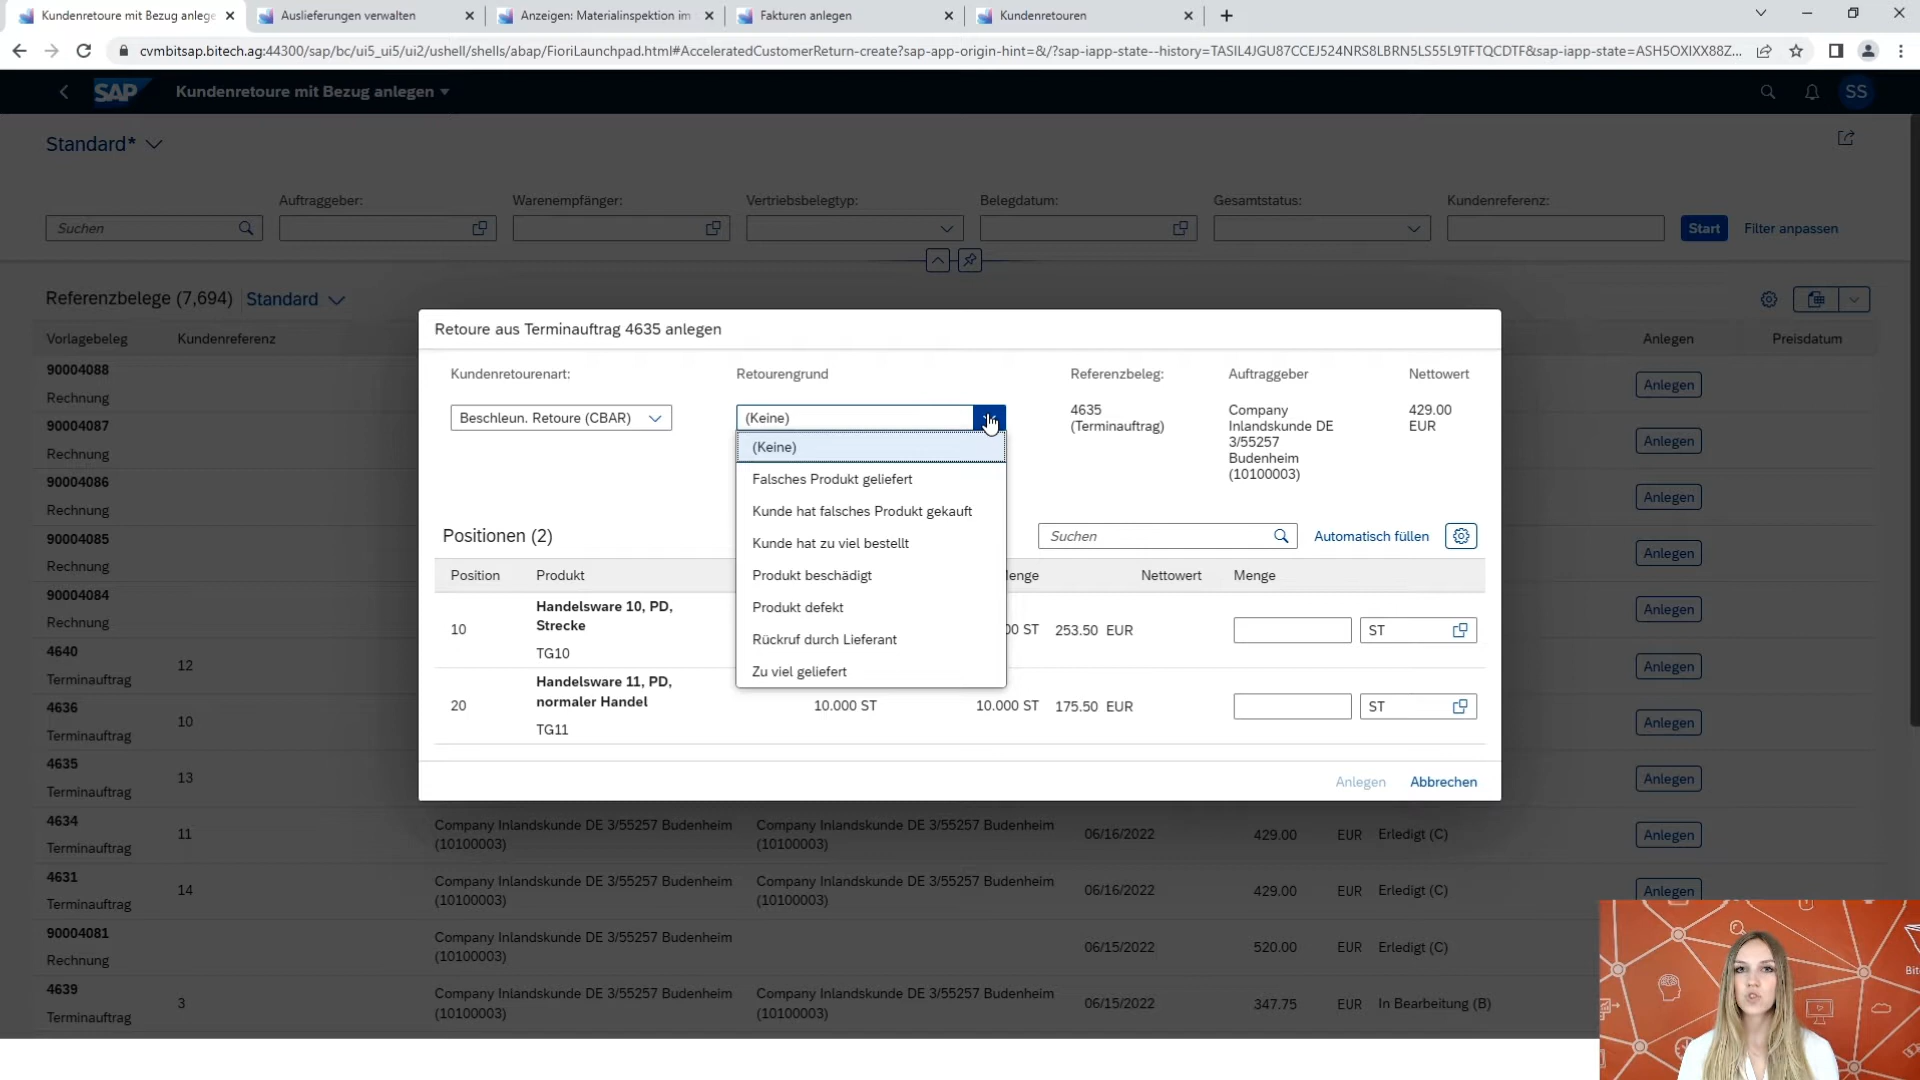 Kundenretoure mit Bezug anlege
Auslieferungen verwalten
Anzeigen: Materialinspektion im
Fakturen anlegen
Kundenretouren
cvmbitsap.bitech.ag:44300/sap/bc/ui5_ui5/ui2/ushell/shells/abap/FioriLaunchpad.html#AcceleratedCustomerReturn-create?sap-app-origin-hint=&/?sap-iapp-state--history=TASIL4JGU87CCEJ524NRS8LBRN5LS55L9TFTQCDTF&sap-iapp-state=ASH5OXIXX88Z...
SAP
Kundenretoure mit Bezug anlegen
SS
Standard*
Auftraggeber:
Warenempfänger:
Vertriebsbelegtyp:
Belegdatum:
Gesamtstatus:
Kundenreferenz:
Suchen
Start
Filter anpassen
Referenzbelege (7,694)
Standard
Vorlagebeleg
Kundenreferenz
Anlegen
Preisdatum
90004088
Rechnung
Anlegen
90004087
Rechnung
Anlegen
90004086
Rechnung
Anlegen
90004085
Rechnung
Anlegen
90004084
Rechnung
Anlegen
4640
Terminauftrag
12
Anlegen
4636
Terminauftrag
10
Anlegen
4635
Terminauftrag
13
Anlegen
Retoure aus Terminauftrag 4635 anlegen
Kundenretourenart:
Retourengrund
Referenzbeleg:
Auftraggeber
Nettowert
Beschleun. Retoure (CBAR)
(Keine)
4635
(Terminauftrag)
Company
Inlandskunde DE
3/55257
Budenheim
(10100003)
429.00
EUR
(Keine)
Falsches Produkt geliefert
Kunde hat falsches Produkt gekauft
Kunde hat zu viel bestellt
Produkt beschädigt
Produkt defekt
Rückruf durch Lieferant
Zu viel geliefert
Positionen (2)
Suchen
Automatisch füllen
Position
Produkt
Nettowert
Menge
10
Handelsware 10, PD,
Strecke
TG10
ST
253.50 EUR
ST
20
Handelsware 11, PD,
normaler Handel
TG11
10.000 ST
10.000 ST
175.50 EUR
ST
Anlegen
Abbrechen
4634
Terminauftrag
11
Company Inlandskunde DE 3/55257 Budenheim
(10100003)
Company Inlandskunde DE 3/55257 Budenheim
(10100003)
06/16/2022
429.00
EUR
Erledigt (C)
Anlegen
4631
Terminauftrag
14
Company Inlandskunde DE 3/55257 Budenheim
(10100003)
Company Inlandskunde DE 3/55257 Budenheim
(10100003)
06/16/2022
429.00
EUR
Erledigt (C)
Anlegen
90004081
Rechnung
Company Inlandskunde DE 3/55257 Budenheim
(10100003)
06/15/2022
520.00
EUR
Erledigt (C)
4639
Terminauftrag
3
Company Inlandskunde DE 3/55257 Budenheim
(10100003)
Company Inlandskunde DE 3/55257 Budenheim
(10100003)
06/15/2022
347.75
EUR
In Bearbeitung (B)